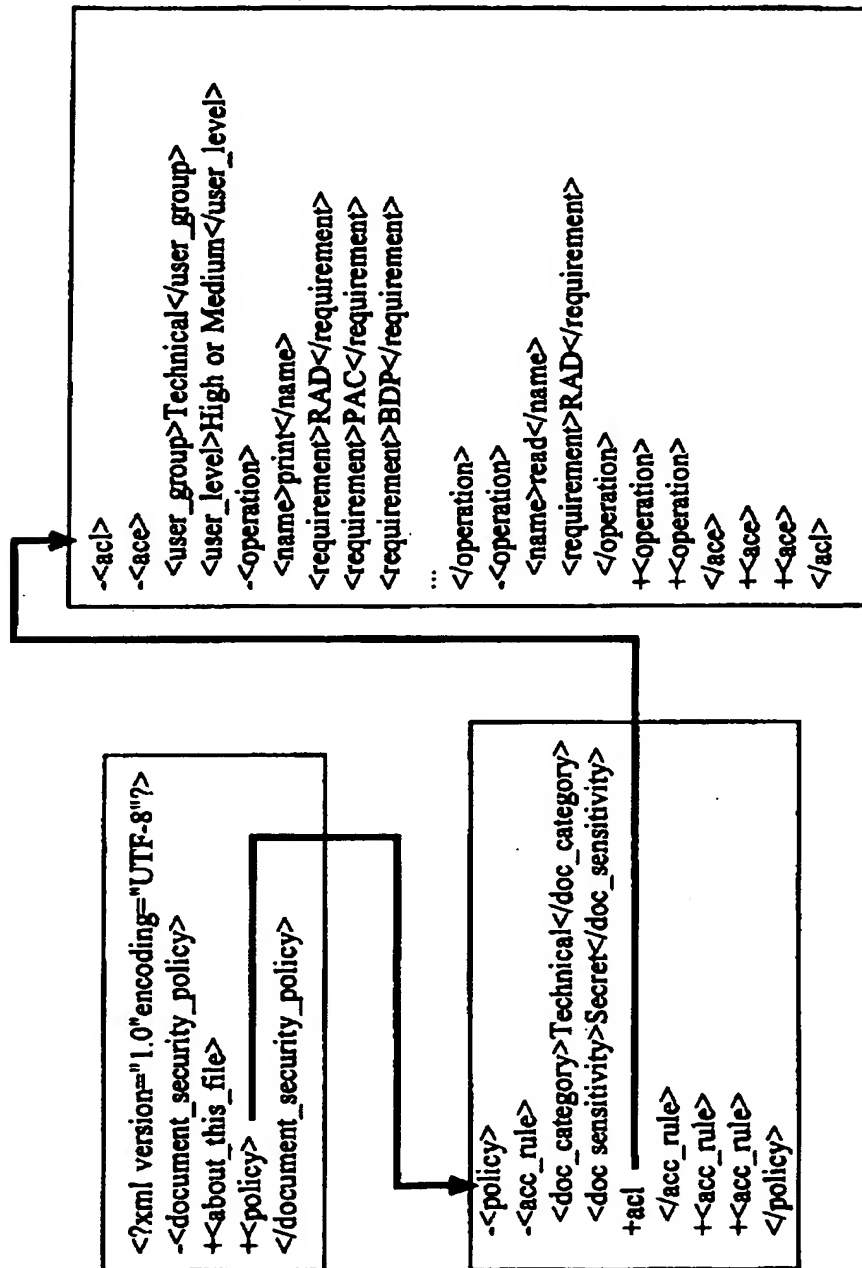 <?xml version="1.0"encoding="UTF-8"?>
-<document_security_policy>
+<about_this_file>
+<policy>
</document_security_policy>
-<policy>
-<acc_rule>
<doc_category>Technical</doc_category>
<doc sensitivity>Secret</doc_sensitivity>
+acl
</acc_rule>
+<acc_rule>
+<acc_rule>
</policy>
-<acl>
-<ace>
<user_group>Technical</user_group>
<user_level>High or Medium</user_level>
-<operation>
<name>print</name>
<requirement>RAD</requirement>
<requirement>PAC</requirement>
<requirement>BDP</requirement>
...
</operation>
-<operation>
<name>read</name>
<requirement>RAD</requirement>
</operation>
+<operation>
+<operation>
</ace>
+<ace>
+<ace>
</acl>